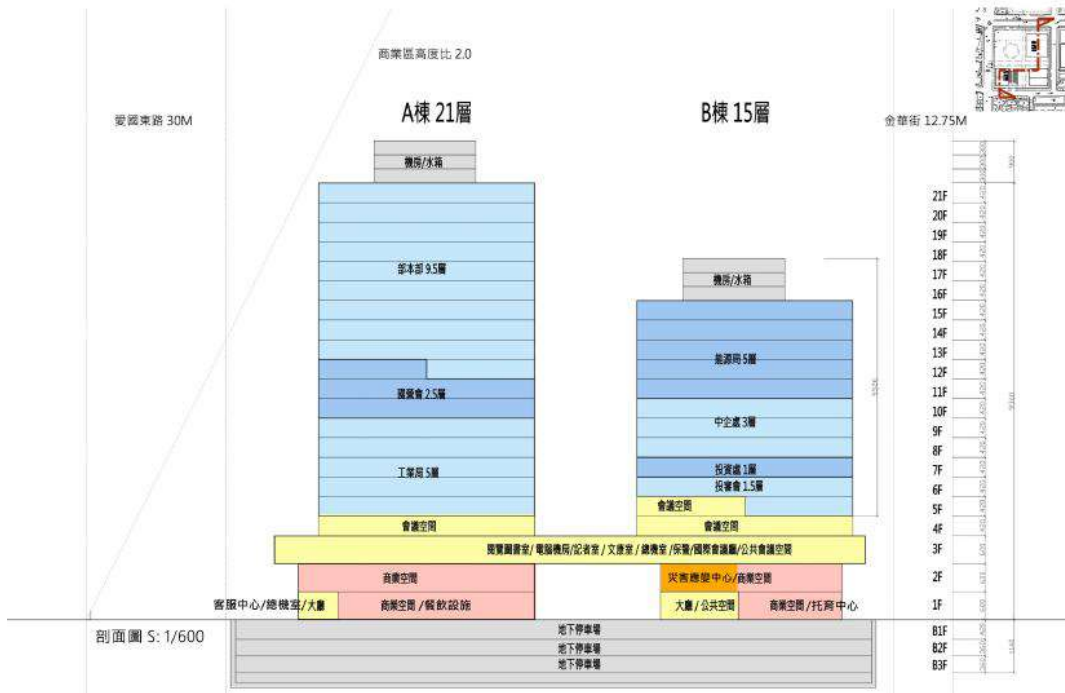 商業區高度比 2.0
愛國東路 30M
A棟 21層
B棟 15層
金華街 12.75M
機房/水箱
21F
20F
19F
18F
部本部 9.5層
17F
機房/水箱
16F
15F
14F
13F
能源局 5層
12F
國營會 2.5層
11F
10F
中企處 3層
9F
8F
工業局 5層
投資處 1層
7F
投審會 1.5層
6F
會議空間
5F
會議空間
會議空間
4F
閱覽圖書室/ 電腦機房/記者室 / 文康室 / 總機室 /保警/國際會議廳/公共會議空間
3F
商業空間
災害應變中心/商業空間
2F
客服中心/總機室/大廳
商業空間 /餐飲設施
大廳 / 公共空間
商業空間 /托育中心
1F
剖面圖 S: 1/600
地下停車場
B1F
地下停車場
B2F
地下停車場
B3F